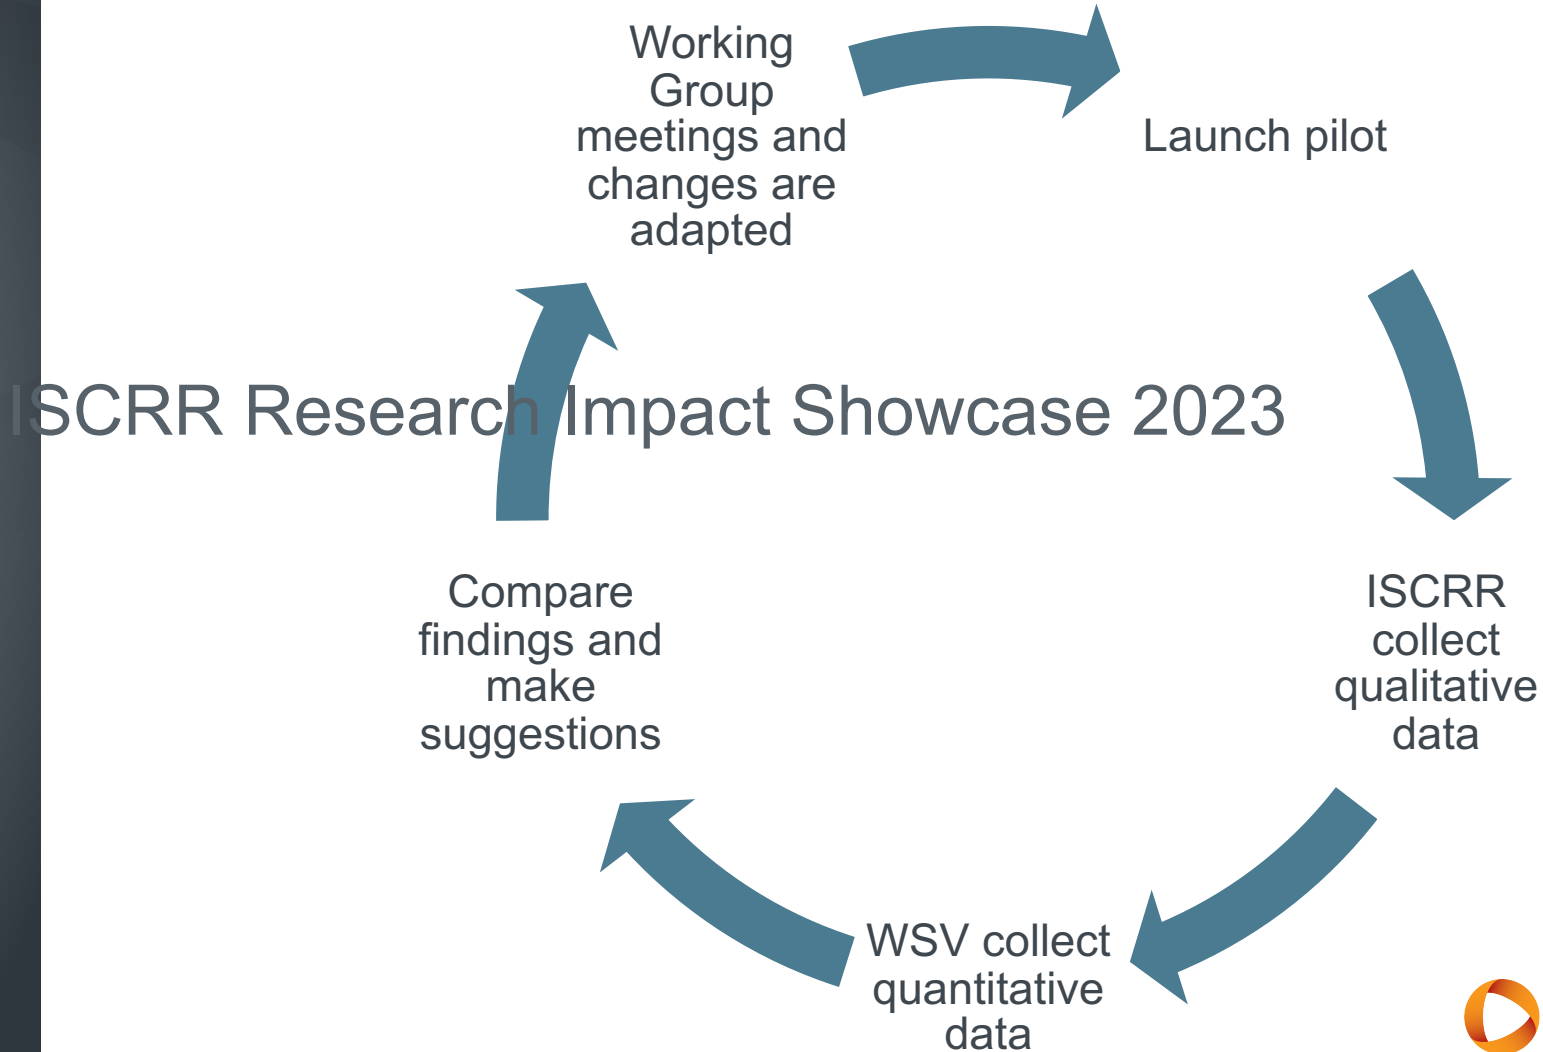 Working
Group
meetings and
changes are
adapted
Launch pilot
ISCRR Research Impact Showcase 2023
ISCRR
collect
qualitative
data
Compare
findings and
make
suggestions
WSV collect
quantitative
data